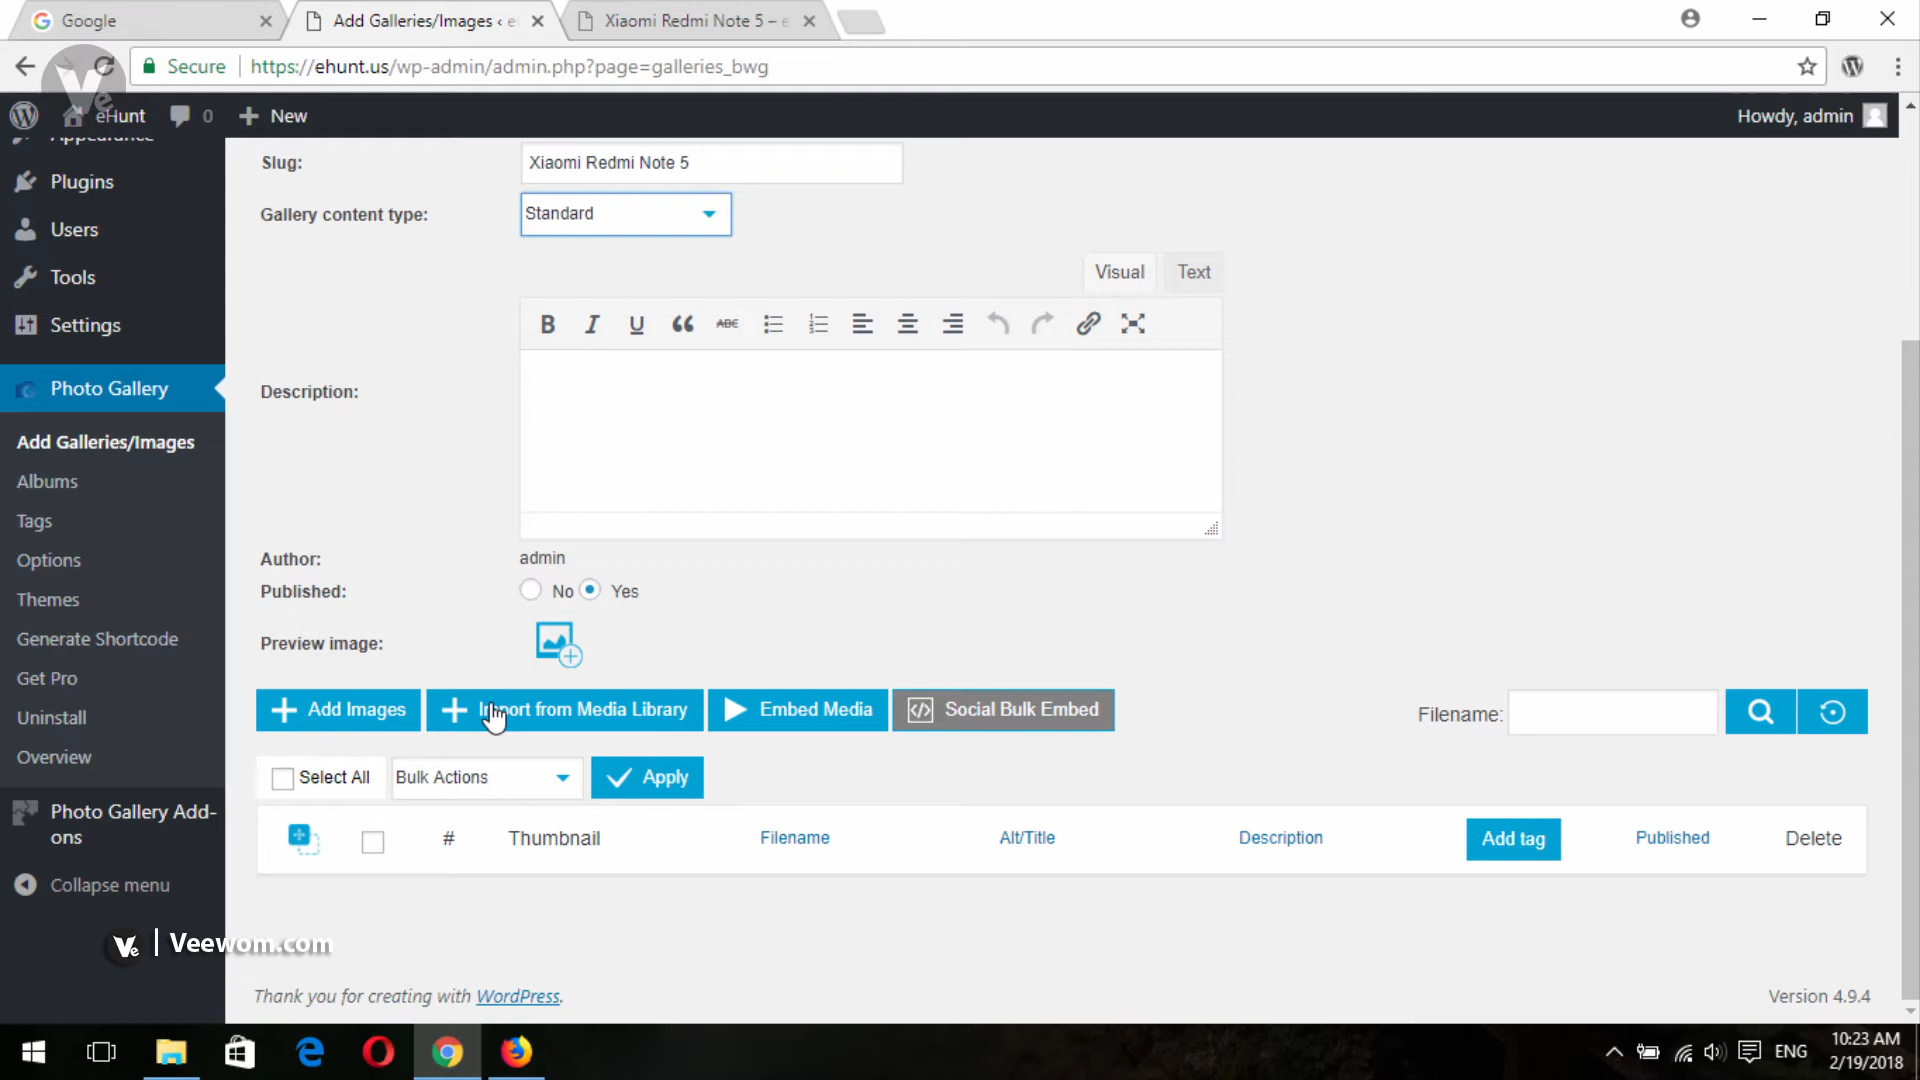 Google
Add Galleries/Images ‹ e
Xiaomi Redmi Note 5 – e
Secure
https://ehunt.us/wp-admin/admin.php?page=galleries_bwg
eHunt
0
New
Howdy, admin
Appearance
Plugins
Users
Tools
Settings
Photo Gallery
Add Galleries/Images
Albums
Tags
Options
Themes
Generate Shortcode
Get Pro
Uninstall
Overview
Photo Gallery Add-
ons
Collapse menu
Slug:
Xiaomi Redmi Note 5
Gallery content type:
Standard
Visual
Text
B I U ABC
Description:
Author:
admin
Published:
No
Yes
Preview image:
Add Images
Import from Media Library
Embed Media
Social Bulk Embed
Filename:
Select All
Bulk Actions
Apply
#
Thumbnail
Filename
Alt/Title
Description
Add tag
Published
Delete
Ve | Veewom.com
Thank you for creating with WordPress.
Version 4.9.4
ENG
10:23 AM
2/19/2018